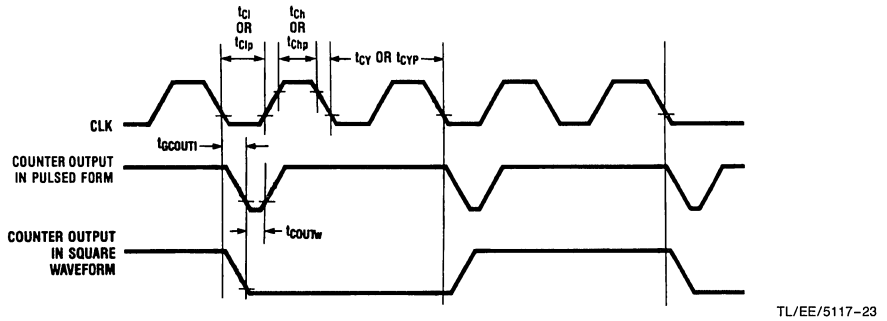 tCl
OR
tClp
tCh
OR
tChp
tCY OR tCYP
CLK
tGCOUTI
COUNTER OUTPUT
IN PULSED FORM
tCOUTw
COUNTER OUTPUT
IN SQUARE
WAVEFORM
TL/EE/5117–23